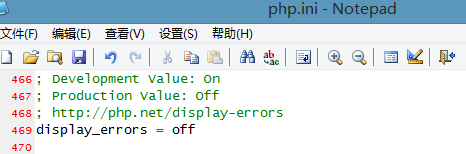 php.ini - Notepad
文件(F) 编辑(E) 查看(V) 设置(S) 帮助(H)
466 ; Development Value: On
467 ; Production Value: Off
468 ; http://php.net/display-errors
469 display_errors = off
470